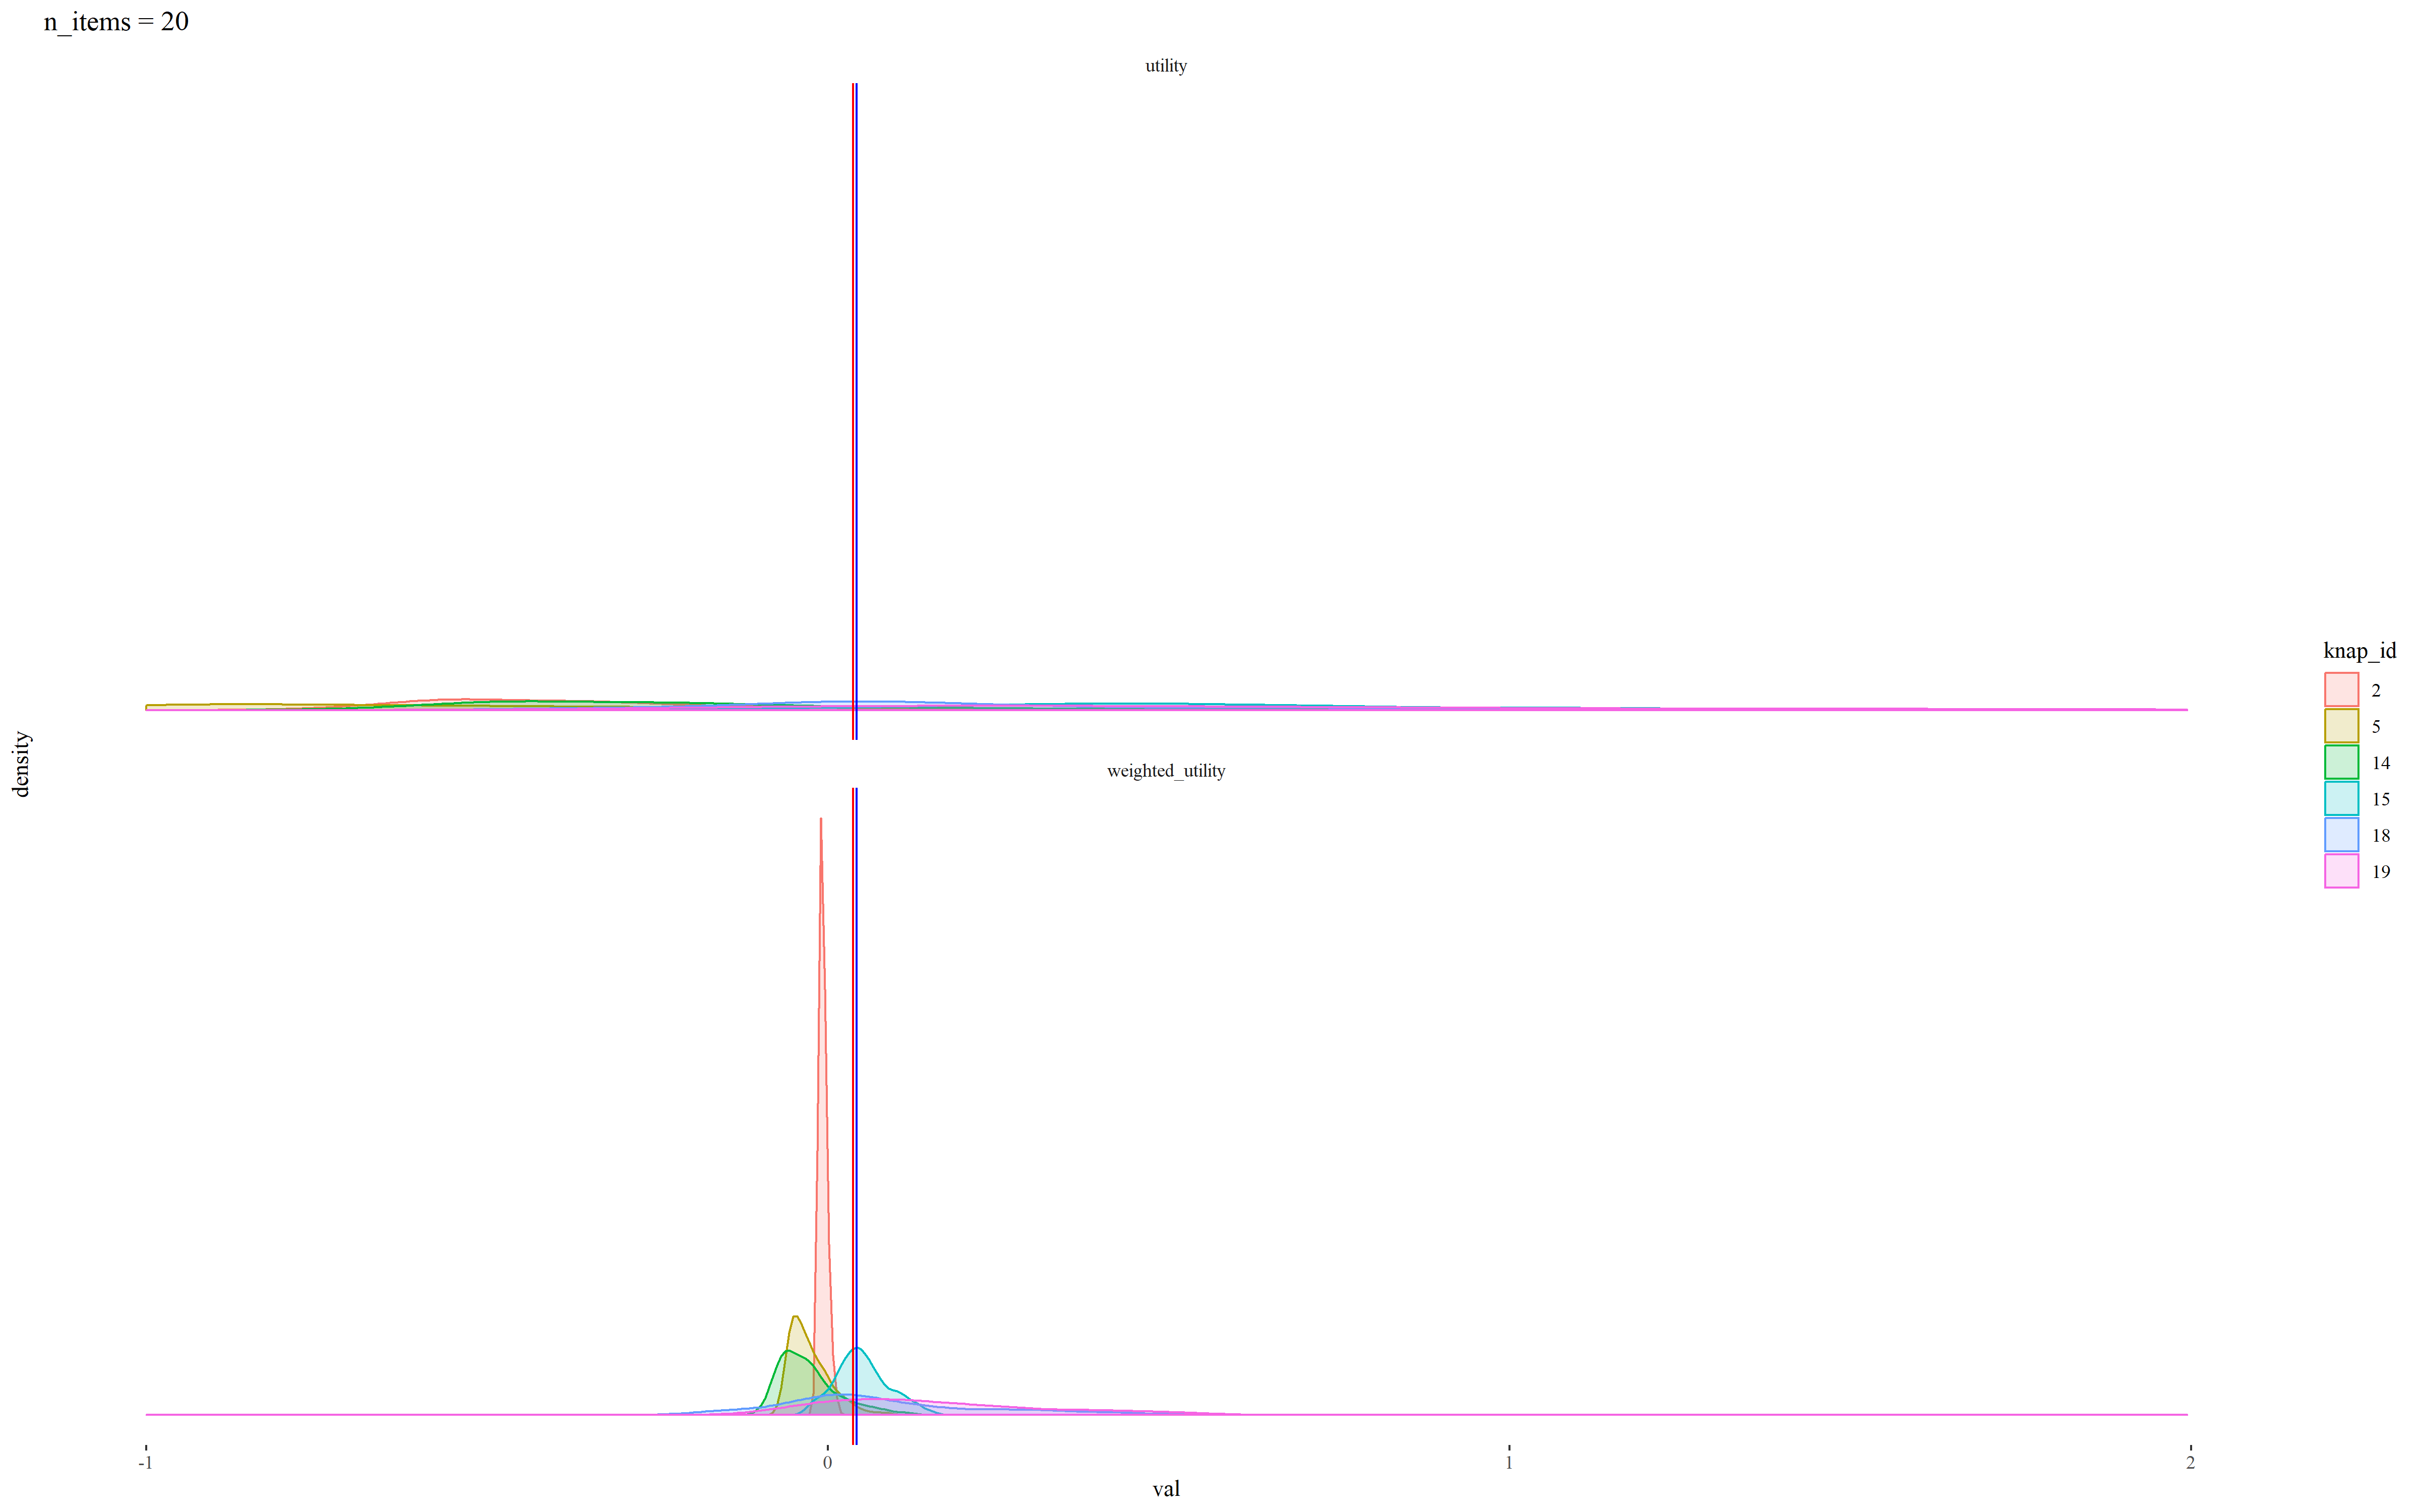 n_items = 20
utility
density
weighted_utility
-1
0
1
2
val
knap_id
2
5
14
15
18
19